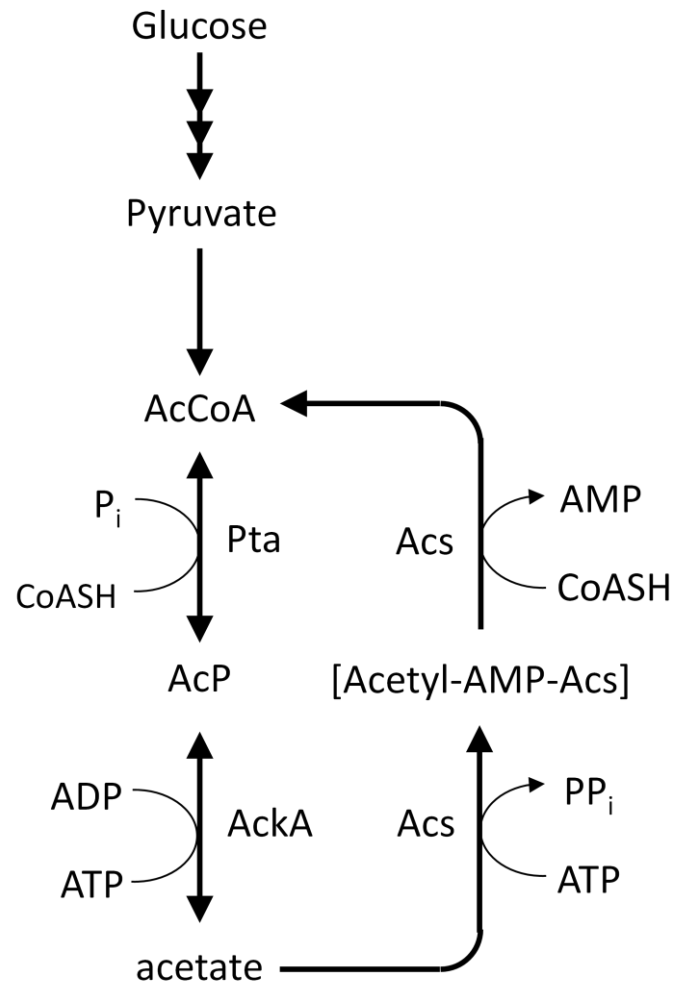 Glucose
Pyruvate
AcCoA
Pi
CoASH
Pta
Acs
AMP
CoASH
AcP
[Acetyl-AMP-Acs]
ADP
ATP
AckA
Acs
PPi
ATP
acetate